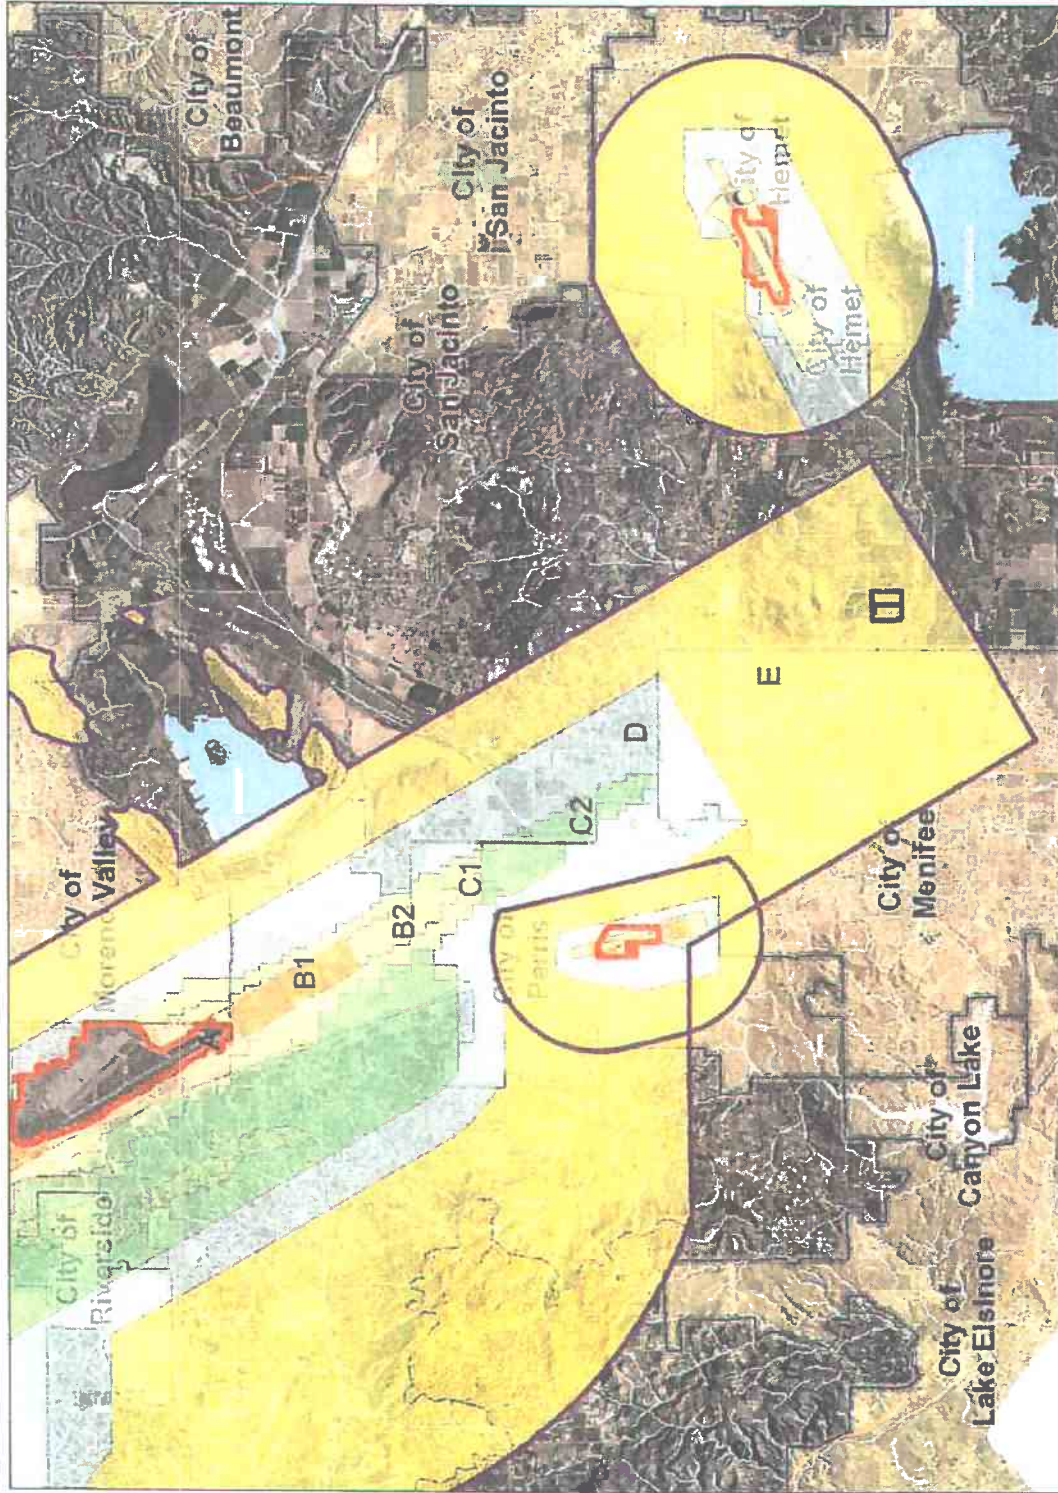 City of
Beaumont
City of
San Jacinto
City of
San Jacinto
City of
Hemet
City of
Hemet
ty of
Valley
Moreno
B1
B2
C1
C2
D
E
City of
Perris
City of
Riverside
City of
Menifee
City of
Canyon Lake
City of
Lake Elsinore